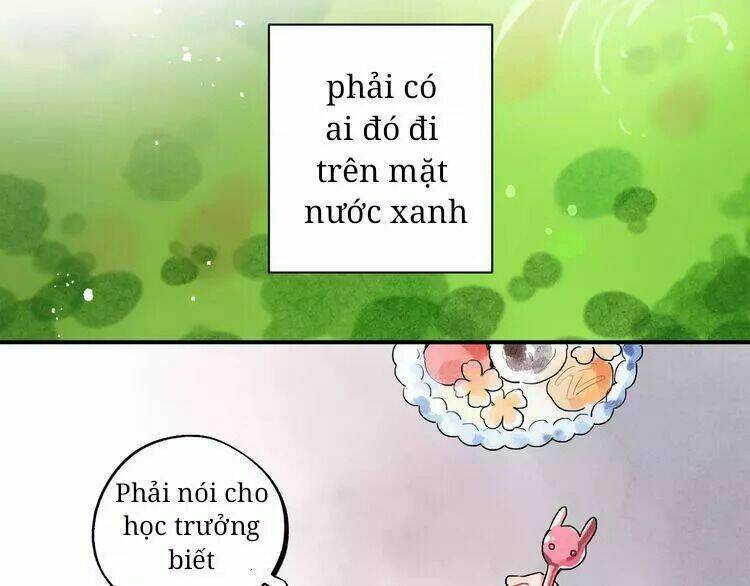 phải có
ai đó đi
trên mặt
nước xanh
Phải nói cho
học trưởng
biết